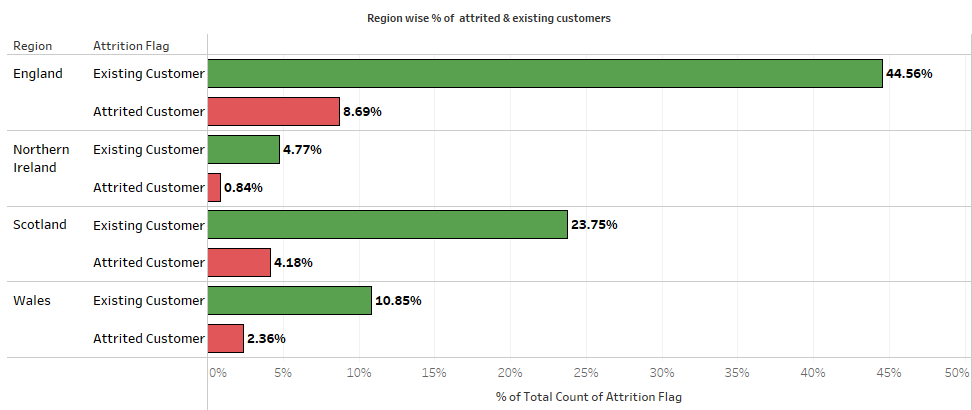 Region wise % of  attrited & existing customers
Region Attrition Flag
England Existing Customer 44.56%
Attrited Customer 8.69%
Northern Ireland Existing Customer 4.77%
Attrited Customer 0.84%
Scotland Existing Customer 23.75%
Attrited Customer 4.18%
Wales Existing Customer 10.85%
Attrited Customer 2.36%
0% 5% 10% 15% 20% 25% 30% 35% 40% 45% 50%
% of Total Count of Attrition Flag